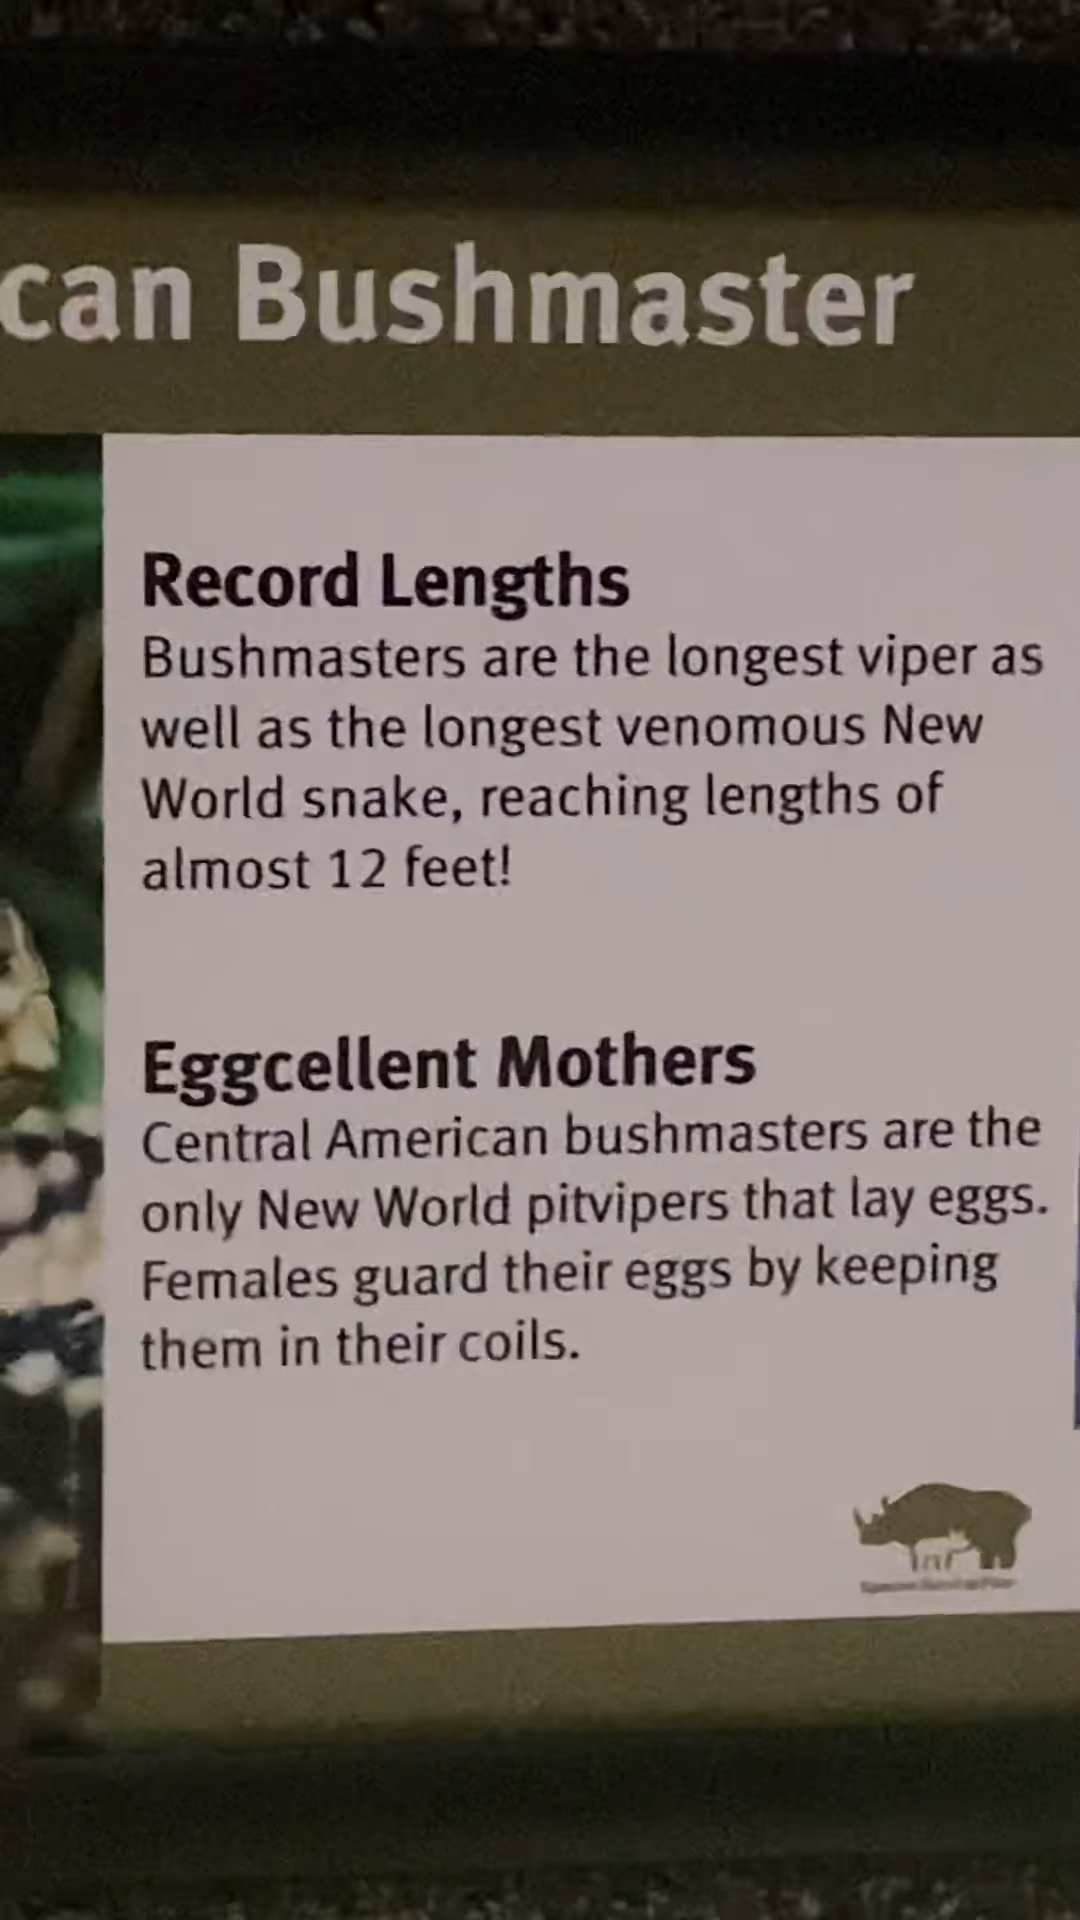 can Bushmaster
Record Lengths
Bushmasters are the longest viper as
well as the longest venomous New
World snake, reaching lengths of
almost 12 feet!
Eggcellent Mothers
Central American bushmasters are the
only New World pitvipers that lay eggs.
Females guard their eggs by keeping
them in their coils.